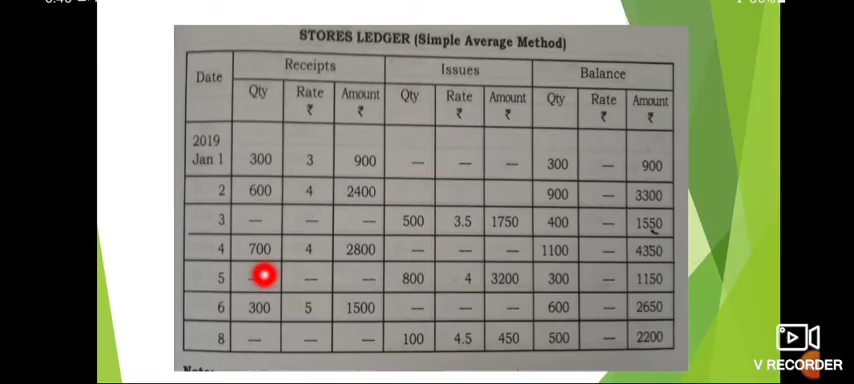 STORES LEDGER (Simple Average Method)
Date Receipts Issues Balance
Qty Rate ₹ Amount ₹ Qty Rate ₹ Amount ₹ Qty Rate ₹ Amount ₹
2019
Jan 1 300 3 900 — — — 300 — 900
2 600 4 2400 900 — 3300
3 — — — 500 3.5 1750 400 — 1550
4 700 4 2800 — — — 1100 — 4350
5 — — 800 4 3200 300 — 1150
6 300 5 1500 — — — 600 — 2650
8 — — — 100 4.5 450 500 — 2200
V RECORDER